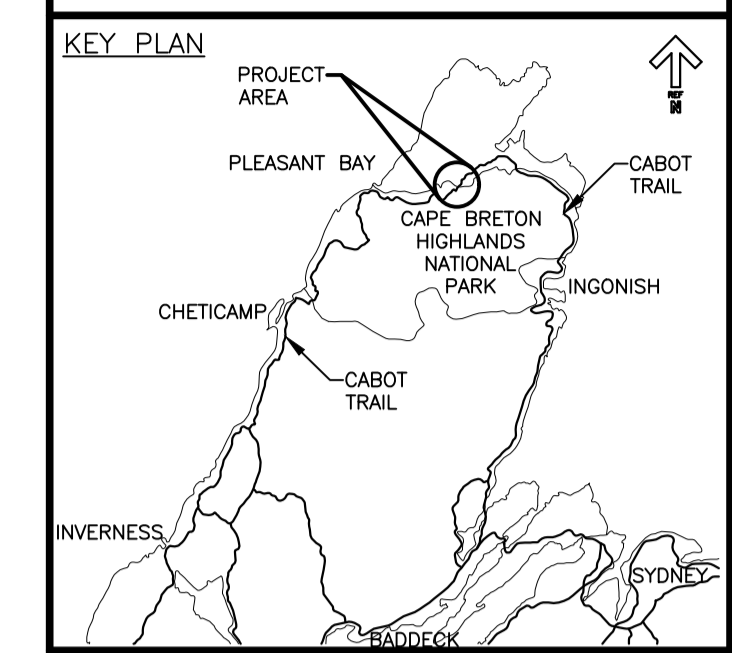 KEY PLAN
PROJECT
AREA
REF
N
PLEASANT BAY
CABOT
TRAIL
CAPE BRETON
HIGHLANDS
NATIONAL
PARK
INGONISH
CHETICAMP
CABOT
TRAIL
INVERNESS
SYDNEY
BADDECK